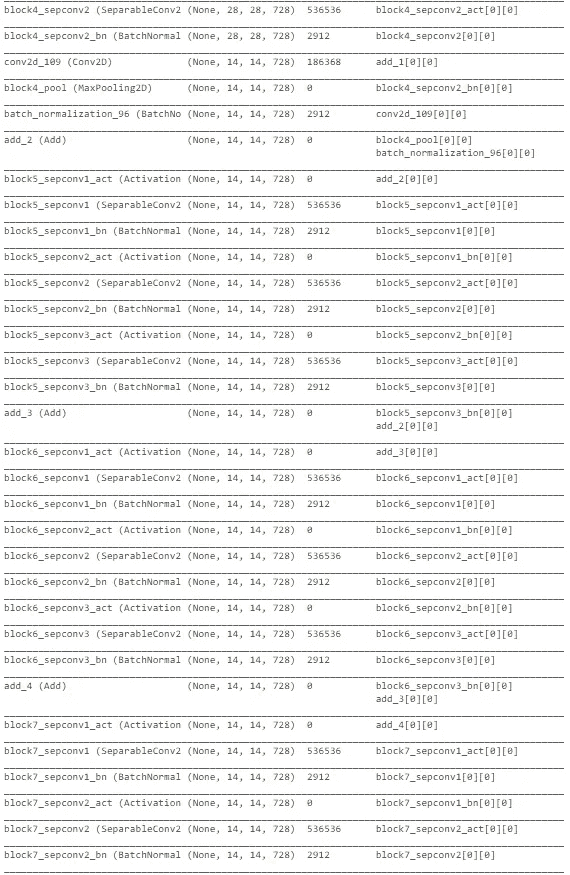 block4_sepconv2 (SeparableConv2 (None, 28, 28, 728) 536536 block4_sepconv2_act[0][0]
block4_sepconv2_bn (BatchNormal (None, 28, 28, 728) 2912 block4_sepconv2[0][0]
conv2d_109 (Conv2D) (None, 14, 14, 728) 186368 add_1[0][0]
block4_pool (MaxPooling2D) (None, 14, 14, 728) 0 block4_sepconv2_bn[0][0]
batch_normalization_96 (BatchNo (None, 14, 14, 728) 2912 conv2d_109[0][0]
add_2 (Add) (None, 14, 14, 728) 0 block4_pool[0][0]
batch_normalization_96[0][0]
block5_sepconv1_act (Activation (None, 14, 14, 728) 0 add_2[0][0]
block5_sepconv1 (SeparableConv2 (None, 14, 14, 728) 536536 block5_sepconv1_act[0][0]
block5_sepconv1_bn (BatchNormal (None, 14, 14, 728) 2912 block5_sepconv1[0][0]
block5_sepconv2_act (Activation (None, 14, 14, 728) 0 block5_sepconv1_bn[0][0]
block5_sepconv2 (SeparableConv2 (None, 14, 14, 728) 536536 block5_sepconv2_act[0][0]
block5_sepconv2_bn (BatchNormal (None, 14, 14, 728) 2912 block5_sepconv2[0][0]
block5_sepconv3_act (Activation (None, 14, 14, 728) 0 block5_sepconv2_bn[0][0]
block5_sepconv3 (SeparableConv2 (None, 14, 14, 728) 536536 block5_sepconv3_act[0][0]
block5_sepconv3_bn (BatchNormal (None, 14, 14, 728) 2912 block5_sepconv3[0][0]
add_3 (Add) (None, 14, 14, 728) 0 block5_sepconv3_bn[0][0]
add_2[0][0]
block6_sepconv1_act (Activation (None, 14, 14, 728) 0 add_3[0][0]
block6_sepconv1 (SeparableConv2 (None, 14, 14, 728) 536536 block6_sepconv1_act[0][0]
block6_sepconv1_bn (BatchNormal (None, 14, 14, 728) 2912 block6_sepconv1[0][0]
block6_sepconv2_act (Activation (None, 14, 14, 728) 0 block6_sepconv1_bn[0][0]
block6_sepconv2 (SeparableConv2 (None, 14, 14, 728) 536536 block6_sepconv2_act[0][0]
block6_sepconv2_bn (BatchNormal (None, 14, 14, 728) 2912 block6_sepconv2[0][0]
block6_sepconv3_act (Activation (None, 14, 14, 728) 0 block6_sepconv2_bn[0][0]
block6_sepconv3 (SeparableConv2 (None, 14, 14, 728) 536536 block6_sepconv3_act[0][0]
block6_sepconv3_bn (BatchNormal (None, 14, 14, 728) 2912 block6_sepconv3[0][0]
add_4 (Add) (None, 14, 14, 728) 0 block6_sepconv3_bn[0][0]
add_3[0][0]
block7_sepconv1_act (Activation (None, 14, 14, 728) 0 add_4[0][0]
block7_sepconv1 (SeparableConv2 (None, 14, 14, 728) 536536 block7_sepconv1_act[0][0]
block7_sepconv1_bn (BatchNormal (None, 14, 14, 728) 2912 block7_sepconv1[0][0]
block7_sepconv2_act (Activation (None, 14, 14, 728) 0 block7_sepconv1_bn[0][0]
block7_sepconv2 (SeparableConv2 (None, 14, 14, 728) 536536 block7_sepconv2_act[0][0]
block7_sepconv2_bn (BatchNormal (None, 14, 14, 728) 2912 block7_sepconv2[0][0]